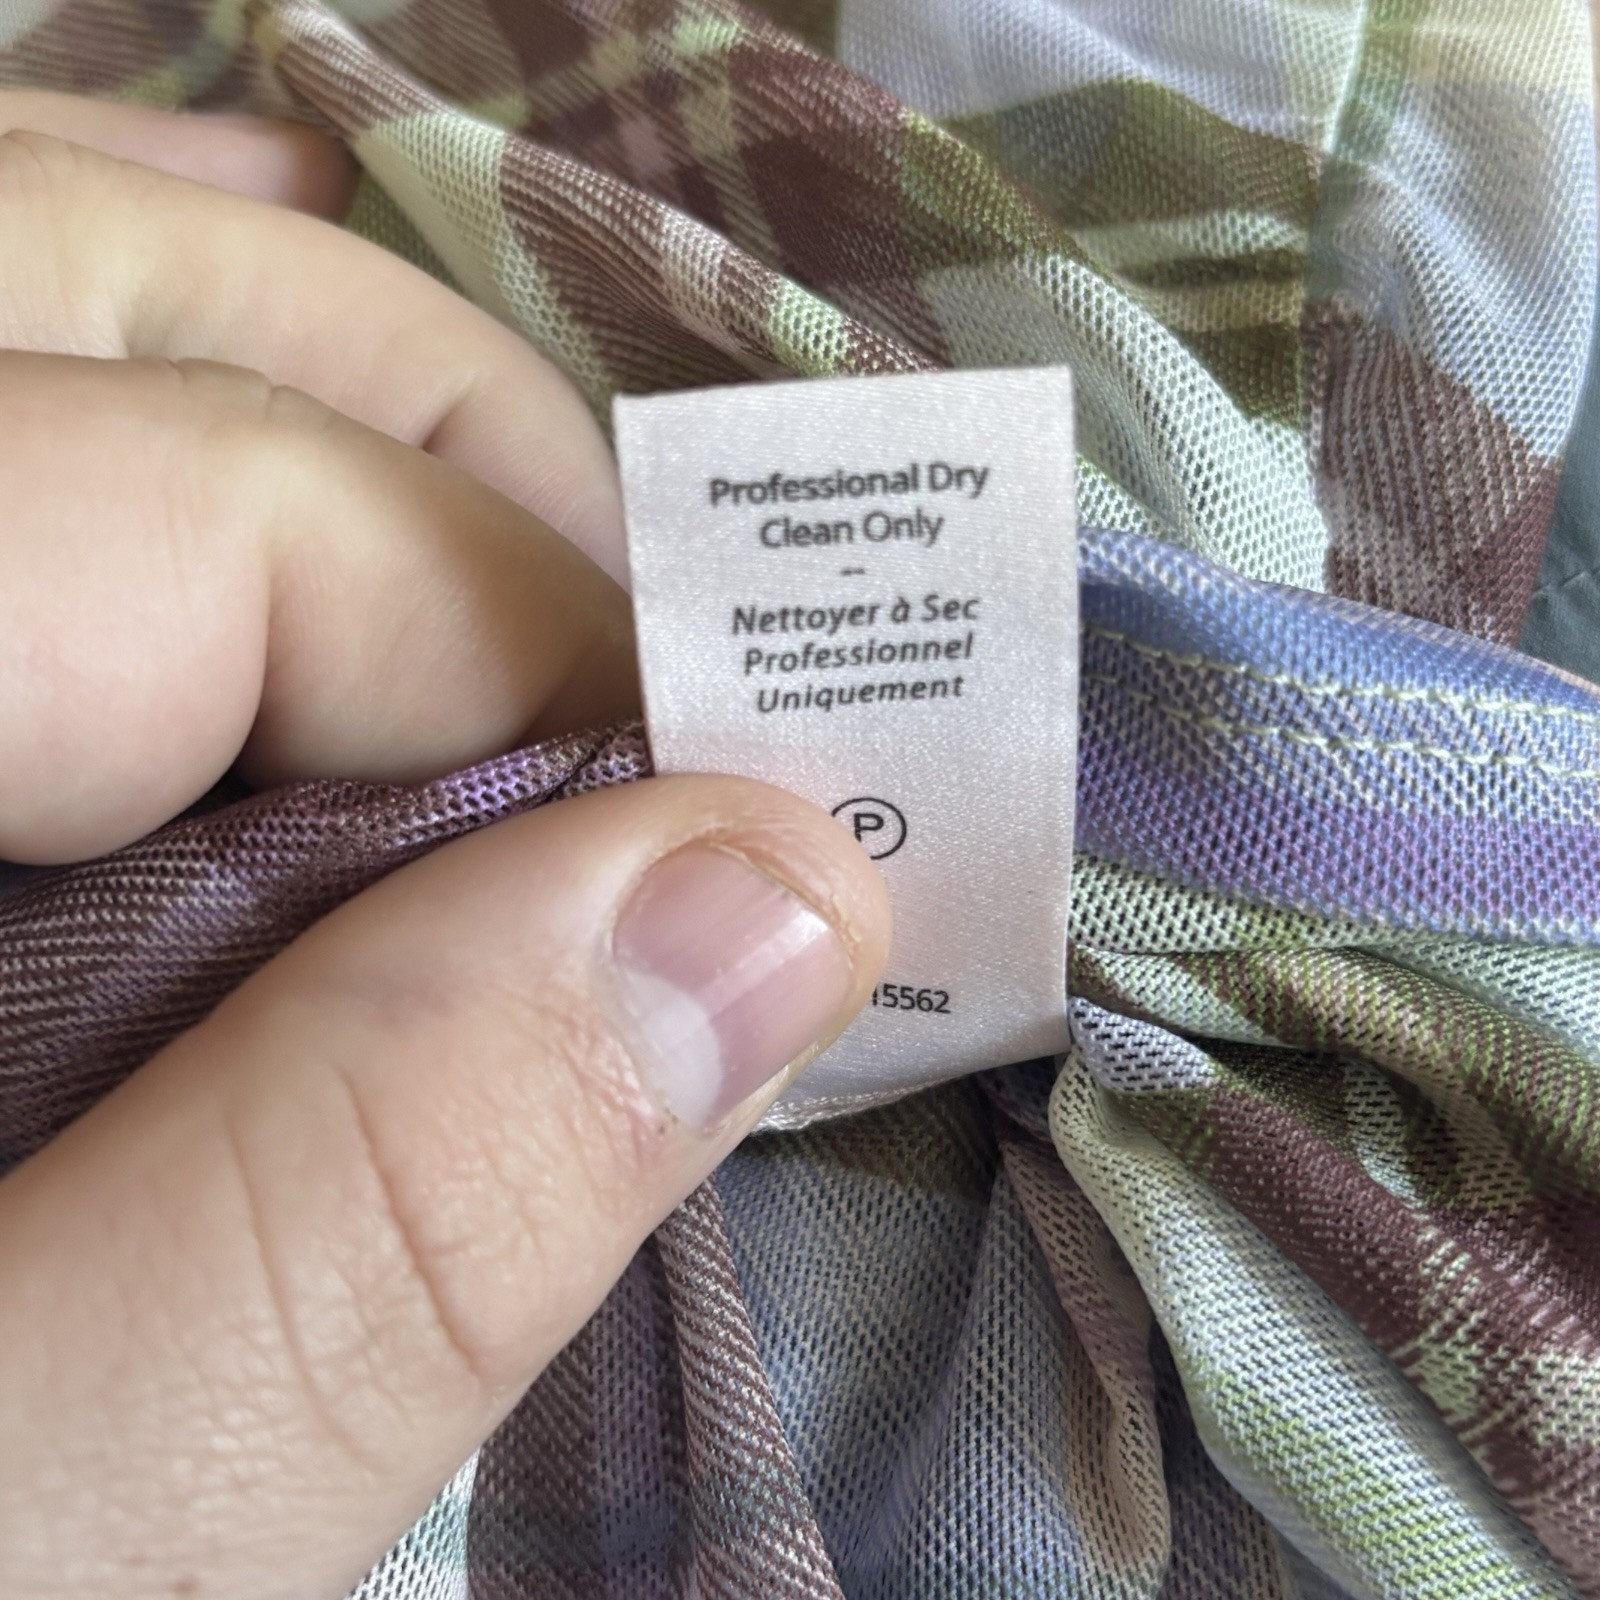 Professional Dry
Clean Only
--
Nettoyer à Sec
Professionnel
Uniquement
P
15562